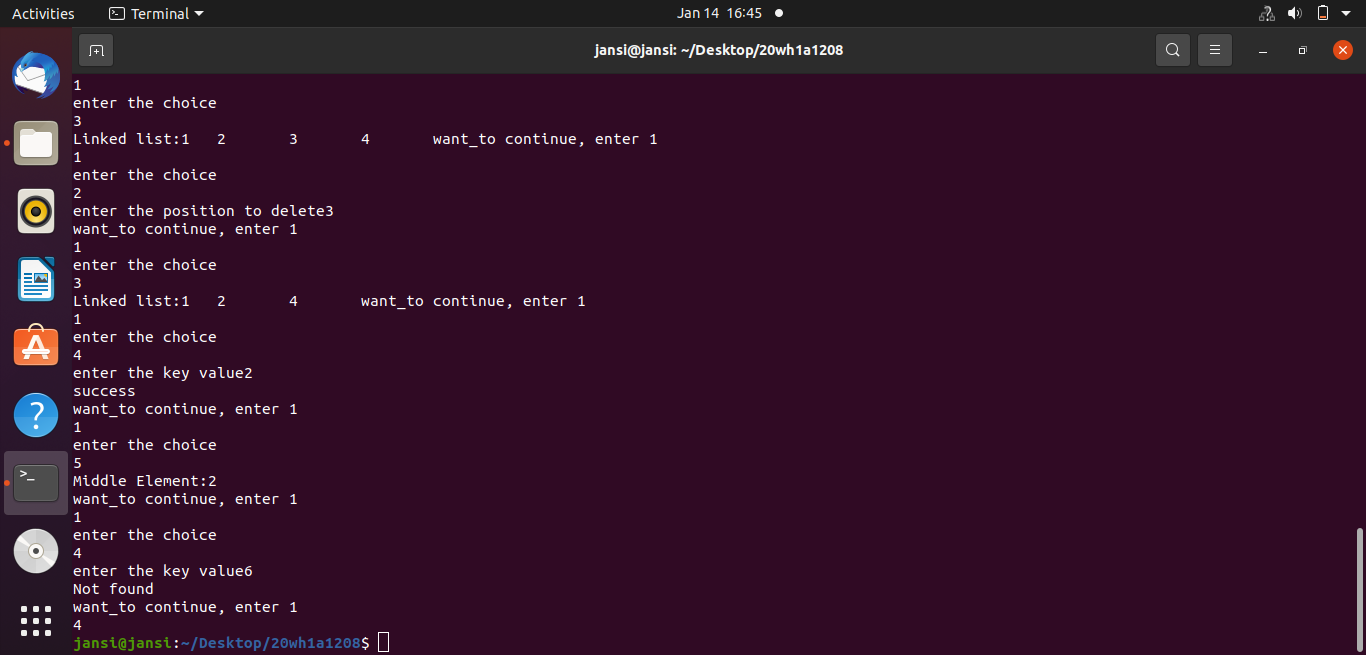 Activities Terminal Jan 14 16:45
jansi@jansi: ~/Desktop/20wh1a1208
1
enter the choice
3
Linked list:1 2 3 4 want_to continue, enter 1
1
enter the choice
2
enter the position to delete3
want_to continue, enter 1
1
enter the choice
3
Linked list:1 2 4 want_to continue, enter 1
1
enter the choice
4
enter the key value2
success
want_to continue, enter 1
1
enter the choice
5
Middle Element:2
want_to continue, enter 1
1
enter the choice
4
enter the key value6
Not found
want_to continue, enter 1
4
jansi@jansi:~/Desktop/20wh1a1208$